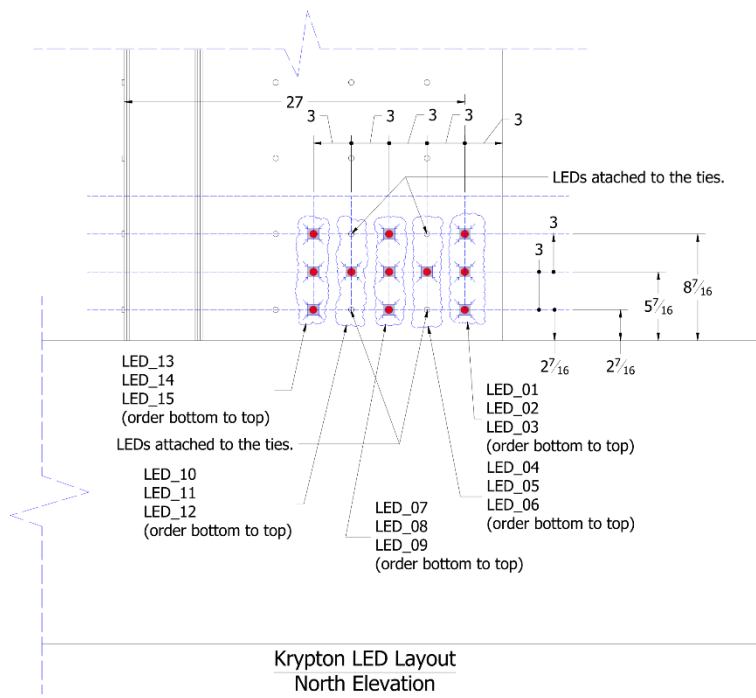 27
3 3 3 3 3
LEDs atached to the ties.
3
3
8 7/16
5 7/16
2 7/16 2 7/16
LED_13
LED_14
LED_15
(order bottom to top)
LEDs attached to the ties.
LED_10
LED_11
LED_12
(order bottom to top)
LED_07
LED_08
LED_09
(order bottom to top)
LED_01
LED_02
LED_03
(order bottom to top)
LED_04
LED_05
LED_06
(order bottom to top)
Krypton LED Layout
North Elevation